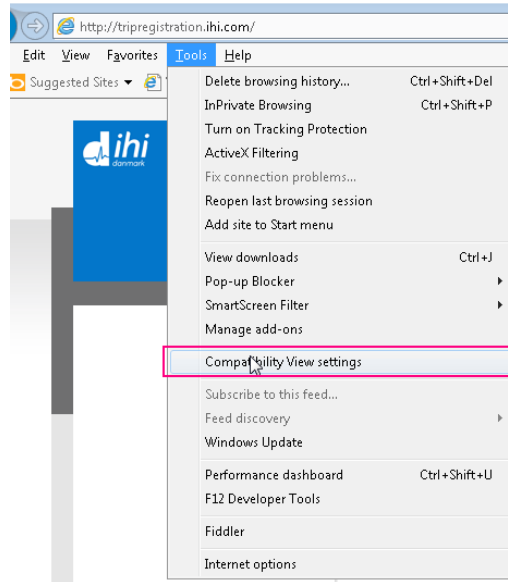 http://tripregistration.ihi.com/
Edit View Favorites Tools Help
Suggested Sites
ihi
danmark
Delete browsing history... Ctrl+Shift+Del
InPrivate Browsing Ctrl+Shift+P
Turn on Tracking Protection
ActiveX Filtering
Fix connection problems...
Reopen last browsing session
Add site to Start menu
View downloads Ctrl+J
Pop-up Blocker
SmartScreen Filter
Manage add-ons
Compatibility View settings
Subscribe to this feed...
Feed discovery
Windows Update
Performance dashboard Ctrl+Shift+U
F12 Developer Tools
Fiddler
Internet options